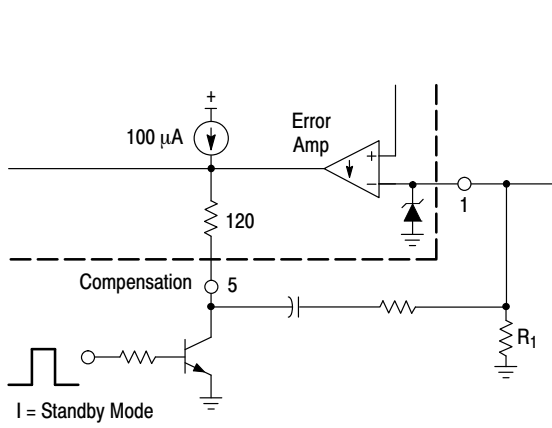 +
100 μA
Error
Amp
+
−
1
120
Compensation
5
R1
I = Standby Mode